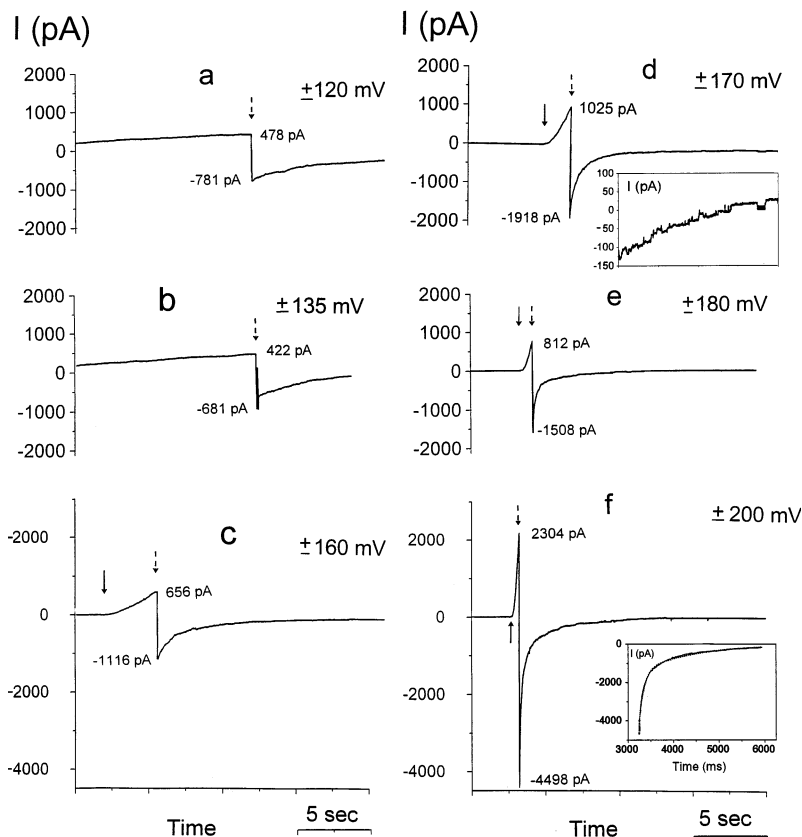 I (pA)
a
±120 mV
2000
1000
0
-1000
-2000
478 pA
-781 pA
b
±135 mV
2000
1000
0
-1000
-2000
422 pA
-681 pA
c
±160 mV
-2000
0
-2000
-4000
656 pA
-1116 pA
Time
5 sec
I (pA)
d
±170 mV
2000
1000
0
-1000
-2000
1025 pA
-1918 pA
I (pA)
100
50
0
-50
-100
-150
e
±180 mV
2000
1000
0
-1000
-2000
812 pA
-1508 pA
f
±200 mV
2000
0
-2000
-4000
2304 pA
-4498 pA
I (pA)
0
-2000
-4000
3000 4000 5000 6000
Time (ms)
Time
5 sec